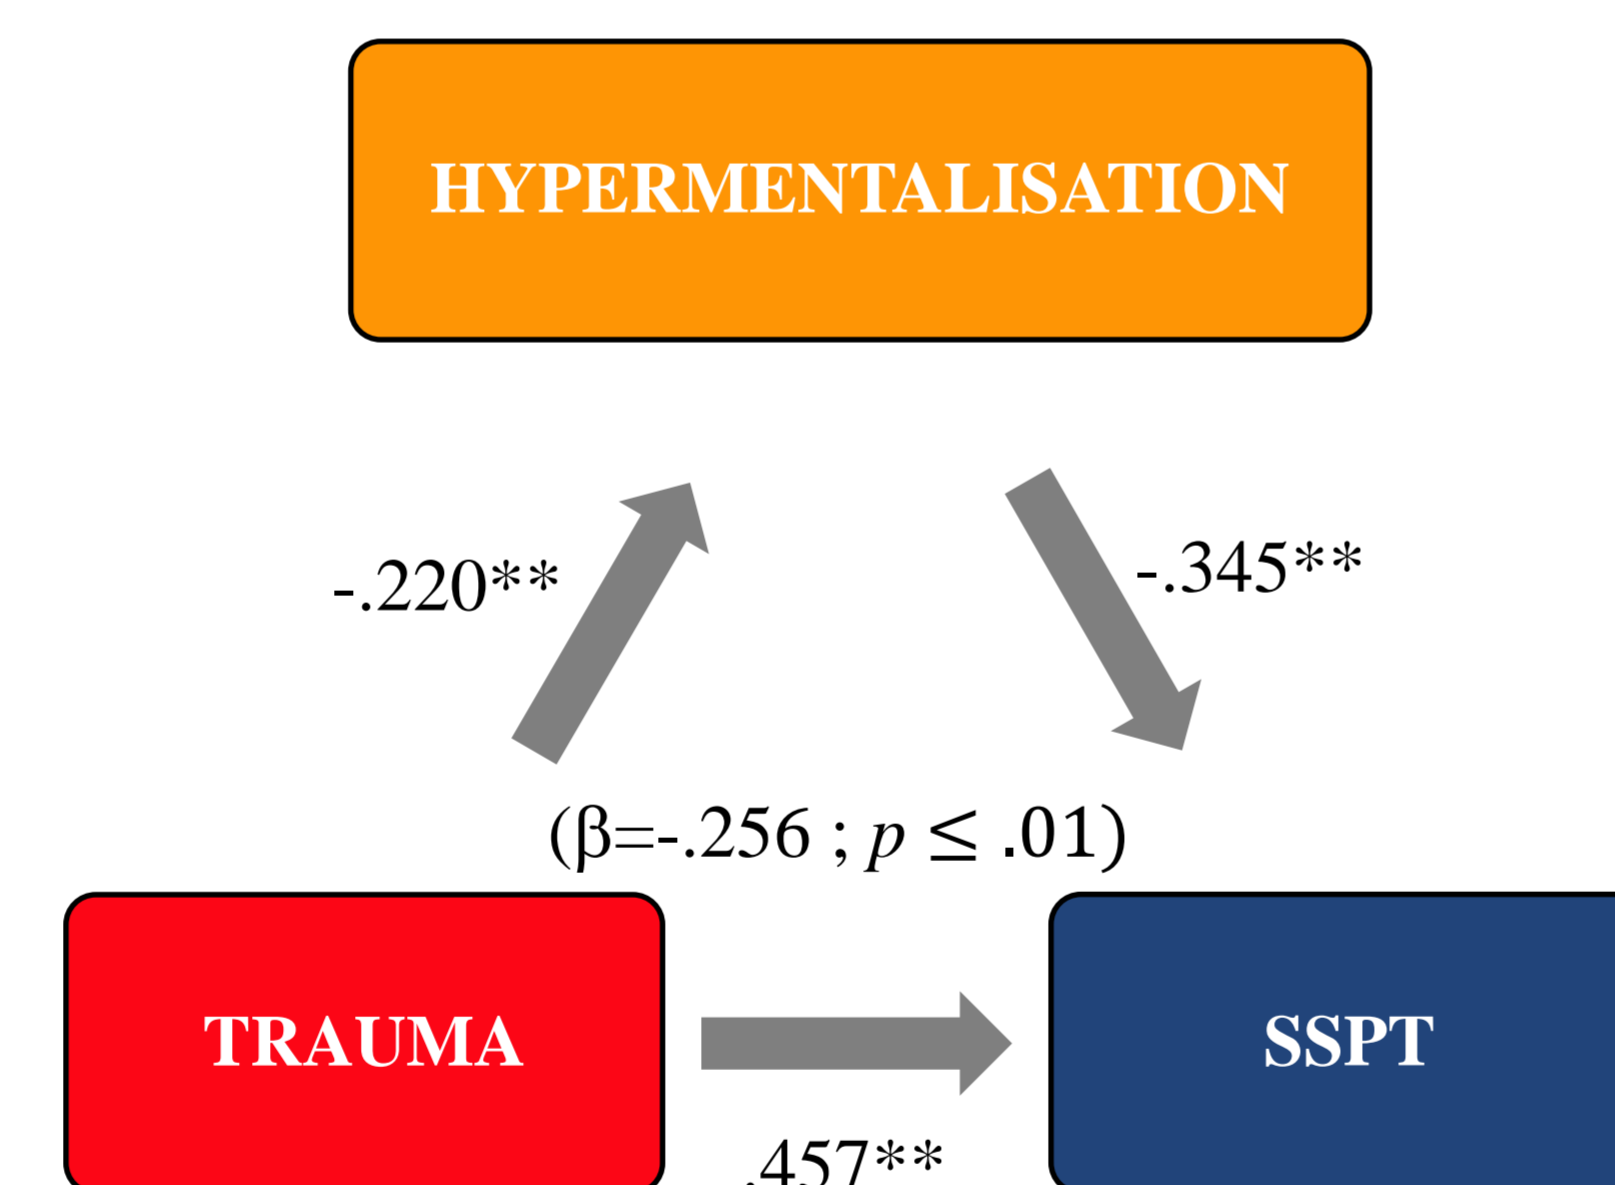 HYPERMENTALISATION
-.220**
-.345**
(β=-.256 ; p ≤ .01)
TRAUMA
SSPT
.457**